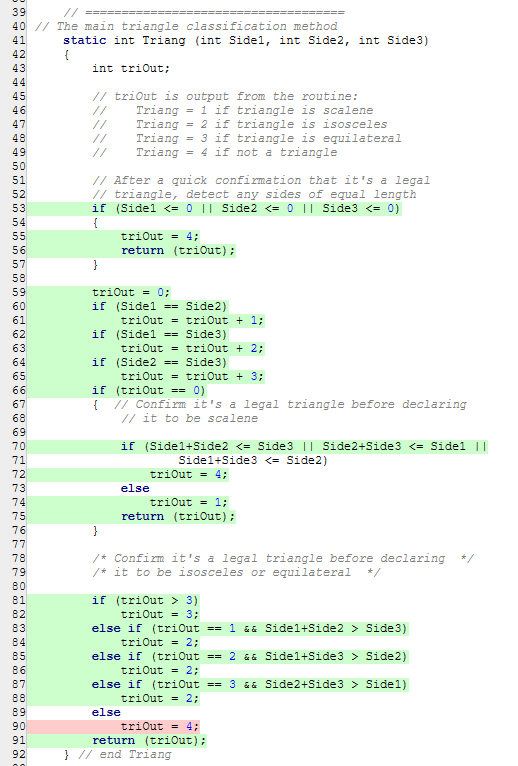 39 // =====================================
40 // The main triangle classification method
41 static int Triang (int Side1, int Side2, int Side3)
42 {
43 int triOut;
44
45 // triOut is output from the routine:
46 // Triang = 1 if triangle is scalene
47 // Triang = 2 if triangle is isosceles
48 // Triang = 3 if triangle is equilateral
49 // Triang = 4 if not a triangle
50
51 // After a quick confirmation that it's a legal
52 // triangle, detect any sides of equal length
53 if (Side1 <= 0 || Side2 <= 0 || Side3 <= 0)
54 {
55 triOut = 4;
56 return (triOut);
57 }
58
59 triOut = 0;
60 if (Side1 == Side2)
61 triOut = triOut + 1;
62 if (Side1 == Side3)
63 triOut = triOut + 2;
64 if (Side2 == Side3)
65 triOut = triOut + 3;
66 if (triOut == 0)
67 { // Confirm it's a legal triangle before declaring
68 // it to be scalene
69
70 if (Side1+Side2 <= Side3 || Side2+Side3 <= Side1 ||
71 Side1+Side3 <= Side2)
72 triOut = 4;
73 else
74 triOut = 1;
75 return (triOut);
76 }
77
78 /* Confirm it's a legal triangle before declaring */
79 /* it to be isosceles or equilateral */
80
81 if (triOut > 3)
82 triOut = 3;
83 else if (triOut == 1 && Side1+Side2 > Side3)
84 triOut = 2;
85 else if (triOut == 2 && Side1+Side3 > Side2)
86 triOut = 2;
87 else if (triOut == 3 && Side2+Side3 > Side1)
88 triOut = 2;
89 else
90 triOut = 4;
91 return (triOut);
92 } // end Triang